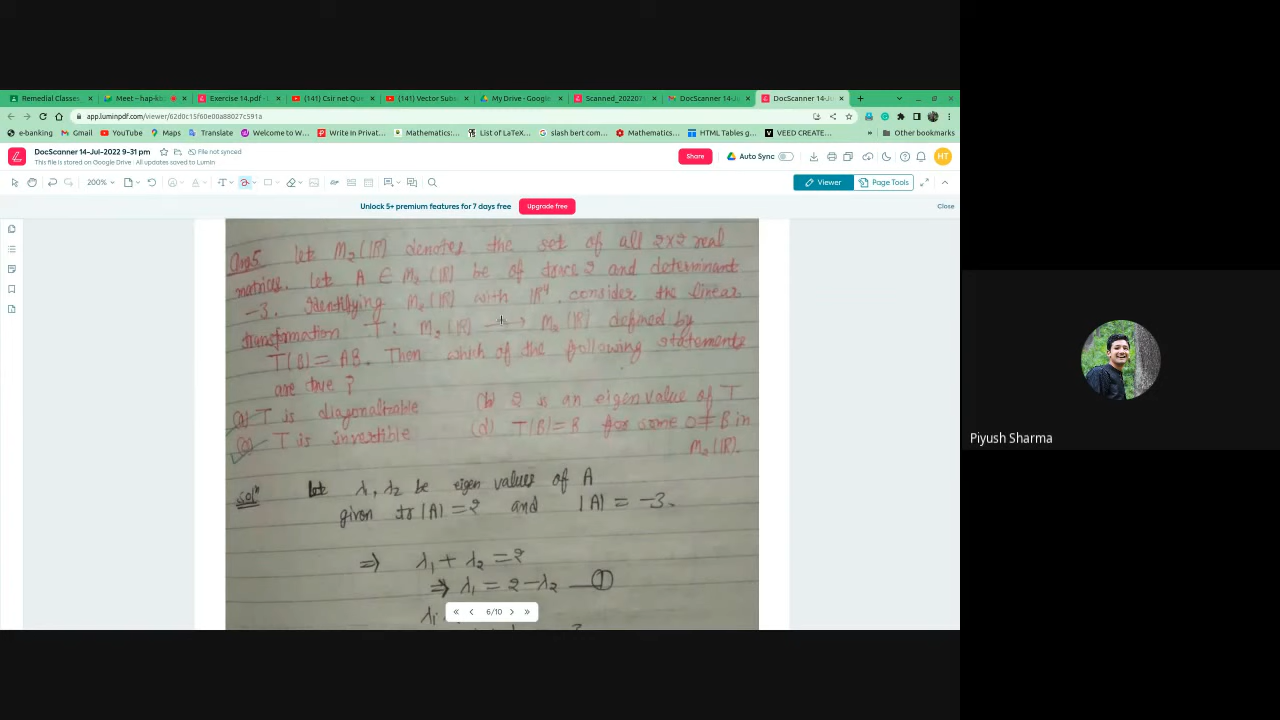 Remedial Classes
Meet – hap-kb
Exercise 14.pdf - L
(141) Csir net Que
(141) Vector Subs
My Drive - Google
Scanned_202207
DocScanner 14-Ju
DocScanner 14-Ju
app.luminpdf.com/viewer/62d0c15f60e00a88027c591a
e-banking
Gmail
YouTube
Maps
Translate
Welcome to W...
Write in Privat...
Mathematics:...
List of LaTeX...
slash bert com...
Mathematics...
HTML Tables g...
VEED CREATE...
Other bookmarks
DocScanner 14-Jul-2022 9-31 pm
File not synced
This file is stored on Google Drive · All updates saved to Lumin
Share
Auto Sync
HT
200%
Viewer
Page Tools
Unlock 5+ premium features for 7 days free
Upgrade free
Close
Qns5 let M₂(IR) denotes the set of all 2x2 real
matrices. Let A ∈ M₂(IR) be of trace 2 and determinant
-3. Identifying M₂(IR) with IR⁴, consider the linear
transformation T : M₂(IR) ⟶ M₂(IR) defined by
T(B) = AB. Then which of the following statements
are true ?
(a) T is diagonalizable (b) 2 is an eigenvalue of T
(c) T is invertible (d) T(B) = B for some 0 ≠ B in
M₂(IR).
Solⁿ Let λ₁, λ₂ be eigen values of A
given tr|A| = 2 and |A| = -3.
⇒ λ₁ + λ₂ = 2
⇒ λ₁ = 2 - λ₂ — ①
6/10
Piyush Sharma